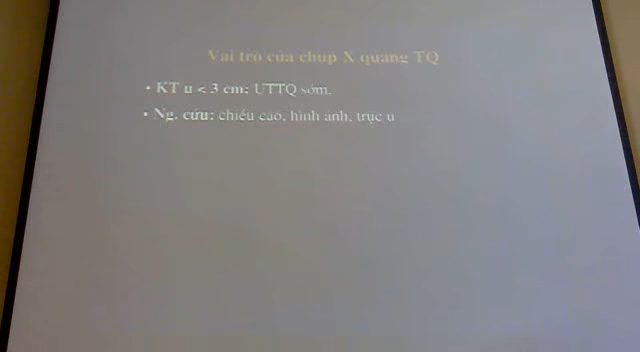 Vai trò của chụp X quang TQ
• KT u < 3 cm: UTTQ sớm.
• Ng. cứu: chiều cao, hình ảnh, trục u